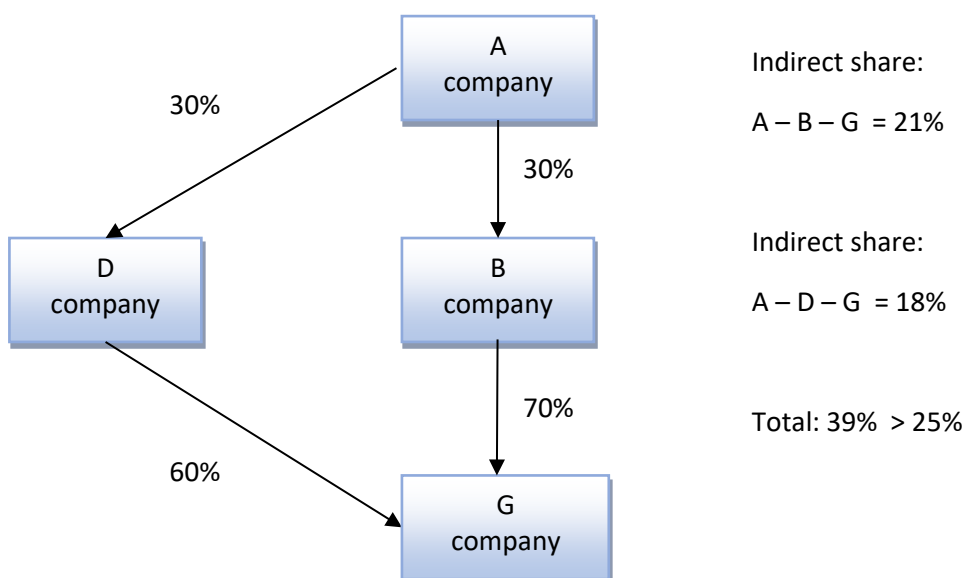 A
company
30%
30%
D
company
B
company
60%
70%
G
company
Indirect share:
A – B – G = 21%
Indirect share:
A – D – G = 18%
Total: 39% > 25%